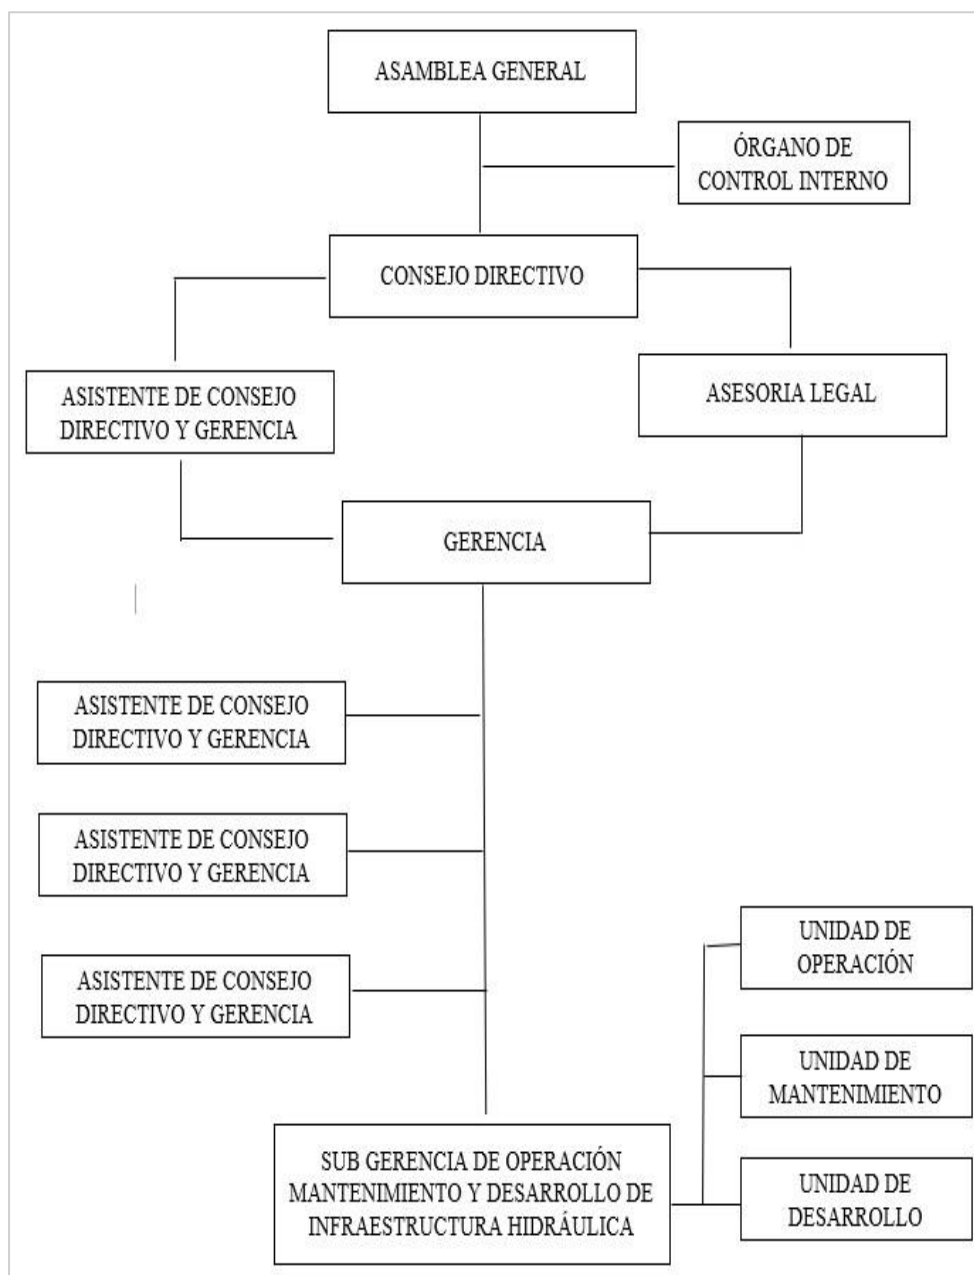 ASAMBLEA GENERAL
ÓRGANO DE
CONTROL INTERNO
CONSEJO DIRECTIVO
ASISTENTE DE CONSEJO
DIRECTIVO Y GERENCIA
ASESORIA LEGAL
GERENCIA
ASISTENTE DE CONSEJO
DIRECTIVO Y GERENCIA
ASISTENTE DE CONSEJO
DIRECTIVO Y GERENCIA
ASISTENTE DE CONSEJO
DIRECTIVO Y GERENCIA
UNIDAD DE
OPERACIÓN
UNIDAD DE
MANTENIMIENTO
SUB GERENCIA DE OPERACIÓN
MANTENIMIENTO Y DESARROLLO DE
INFRAESTRUCTURA HIDRÁULICA
UNIDAD DE
DESARROLLO